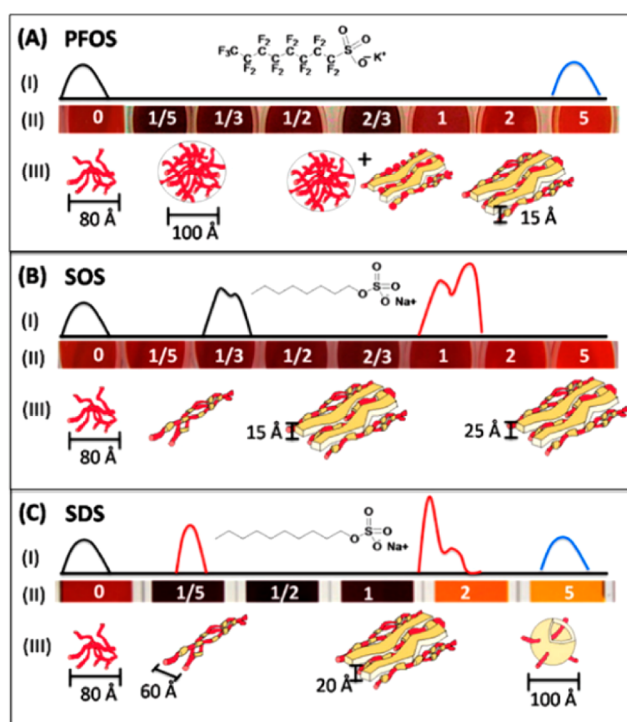 (A) PFOS
F₃C C F₂ C F₂ C F₂ C F₂ C F₂ C F₂ C F₂ S O O O⁻ K⁺
(I)
(II) 0 1/5 1/3 1/2 2/3 1 2 5
(III) +
80 Å 100 Å 15 Å
(B) SOS
O S O O O Na+
(I)
(II) 0 1/5 1/3 1/2 2/3 1 2 5
(III)
15 Å 25 Å
80 Å
(C) SDS
O S O O O Na+
(I)
(II) 0 1/5 1/2 1 2 5
(III)
80 Å 60 Å 20 Å 100 Å